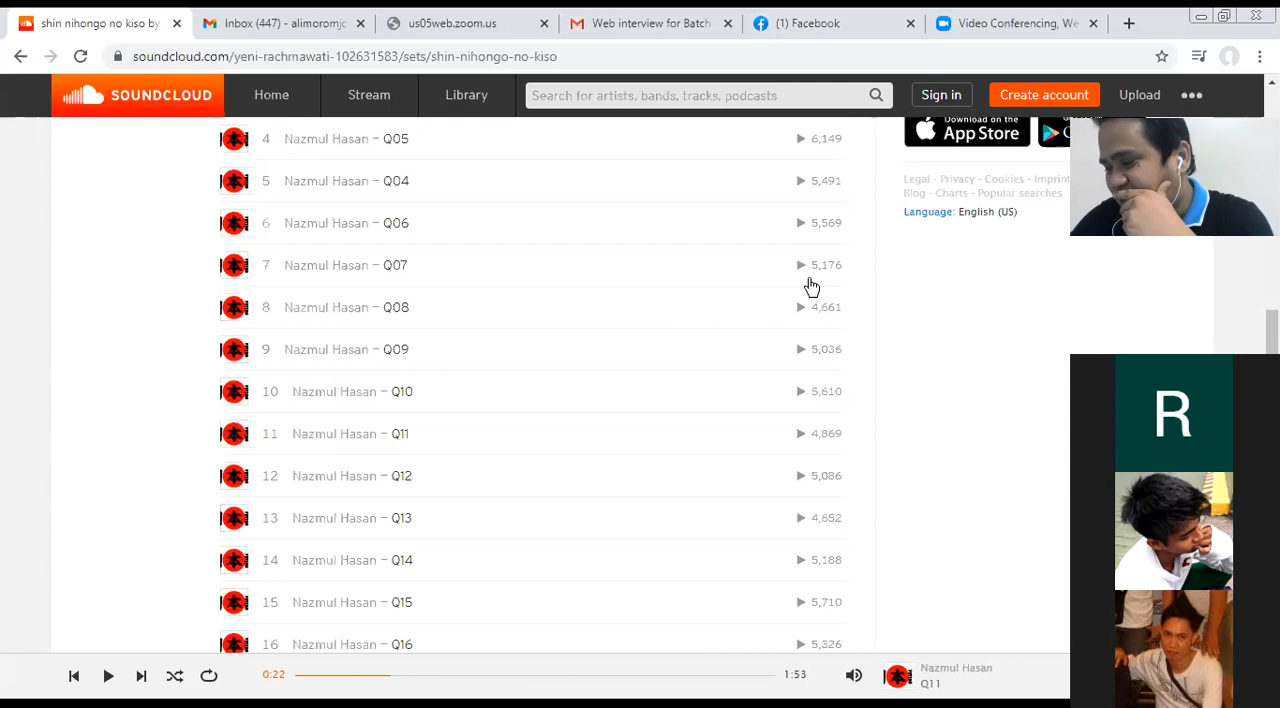 shin nihongo no kiso by
Inbox (447) - alimoromjc
us05web.zoom.us
Web interview for Batch
(1) Facebook
Video Conferencing, We
soundcloud.com/yeni-rachmawati-102631583/sets/shin-nihongo-no-kiso
SOUNDCLOUD
Home
Stream
Library
Search for artists, bands, tracks, podcasts
Sign in
Create account
Upload
4 Nazmul Hasan – Q05 6,149
5 Nazmul Hasan – Q04 5,491
6 Nazmul Hasan – Q06 5,569
7 Nazmul Hasan – Q07 5,176
8 Nazmul Hasan – Q08 4,661
9 Nazmul Hasan – Q09 5,036
10 Nazmul Hasan – Q10 5,610
11 Nazmul Hasan – Q11 4,869
12 Nazmul Hasan – Q12 5,086
13 Nazmul Hasan – Q13 4,652
14 Nazmul Hasan – Q14 5,188
15 Nazmul Hasan – Q15 5,710
16 Nazmul Hasan – Q16 5,326
Download on the
App Store
Legal - Privacy - Cookies - Imprint
Blog - Charts - Popular searches
Language: English (US)
R
0:22
1:53
Nazmul Hasan
Q11